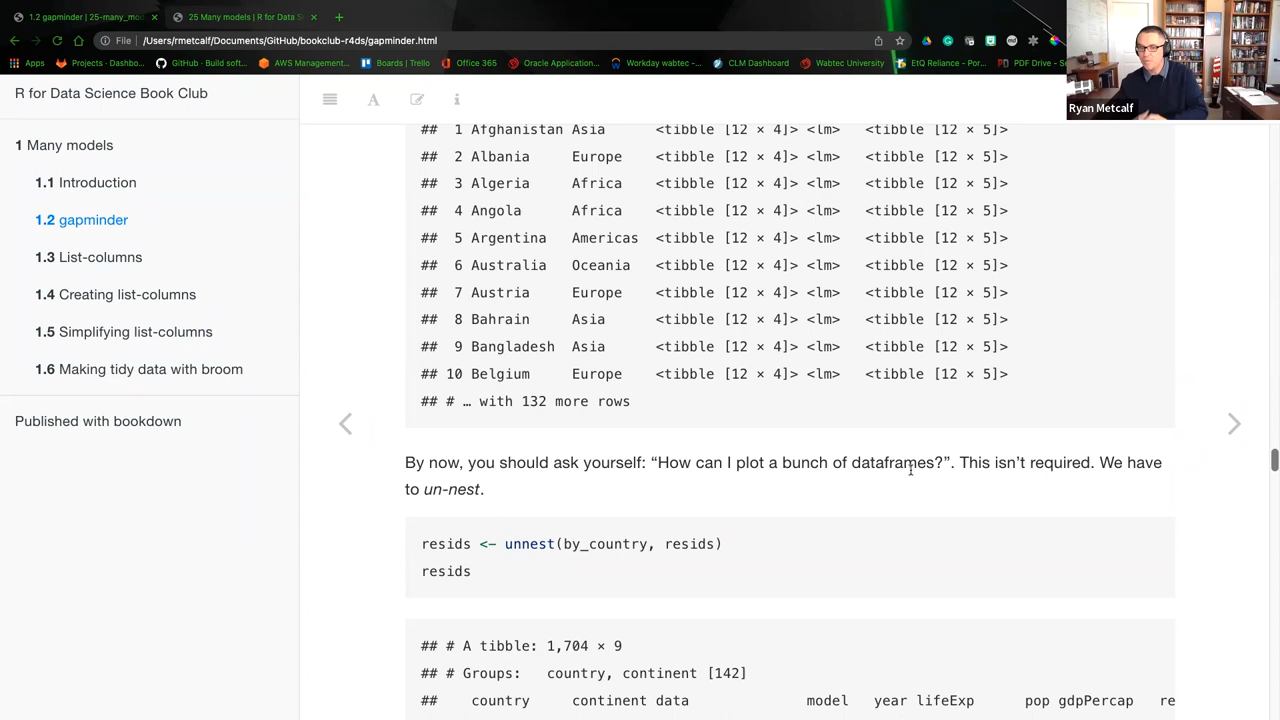 1.2 gapminder | 25-many_mod
25 Many models | R for Data S
File | /Users/rmetcalf/Documents/GitHub/bookclub-r4ds/gapminder.html
Apps Projects · Dashbo... GitHub · Build soft... AWS Management... Boards | Trello Office 365 Oracle Application... Workday wabtec -... CLM Dashboard Wabtec University EtQ Reliance - Por... PDF Drive - Se
Ryan Metcalf
R for Data Science Book Club
1 Many models
1.1 Introduction
1.2 gapminder
1.3 List-columns
1.4 Creating list-columns
1.5 Simplifying list-columns
1.6 Making tidy data with broom
Published with bookdown
## 1 Afghanistan Asia <tibble [12 × 4]> <lm> <tibble [12 × 5]>
## 2 Albania Europe <tibble [12 × 4]> <lm> <tibble [12 × 5]>
## 3 Algeria Africa <tibble [12 × 4]> <lm> <tibble [12 × 5]>
## 4 Angola Africa <tibble [12 × 4]> <lm> <tibble [12 × 5]>
## 5 Argentina Americas <tibble [12 × 4]> <lm> <tibble [12 × 5]>
## 6 Australia Oceania <tibble [12 × 4]> <lm> <tibble [12 × 5]>
## 7 Austria Europe <tibble [12 × 4]> <lm> <tibble [12 × 5]>
## 8 Bahrain Asia <tibble [12 × 4]> <lm> <tibble [12 × 5]>
## 9 Bangladesh Asia <tibble [12 × 4]> <lm> <tibble [12 × 5]>
## 10 Belgium Europe <tibble [12 × 4]> <lm> <tibble [12 × 5]>
## # … with 132 more rows
By now, you should ask yourself: “How can I plot a bunch of dataframes?”. This isn’t required. We have
to un-nest.
resids <- unnest(by_country, resids)
resids
## # A tibble: 1,704 × 9
## # Groups: country, continent [142]
## country continent data model year lifeExp pop gdpPercap re